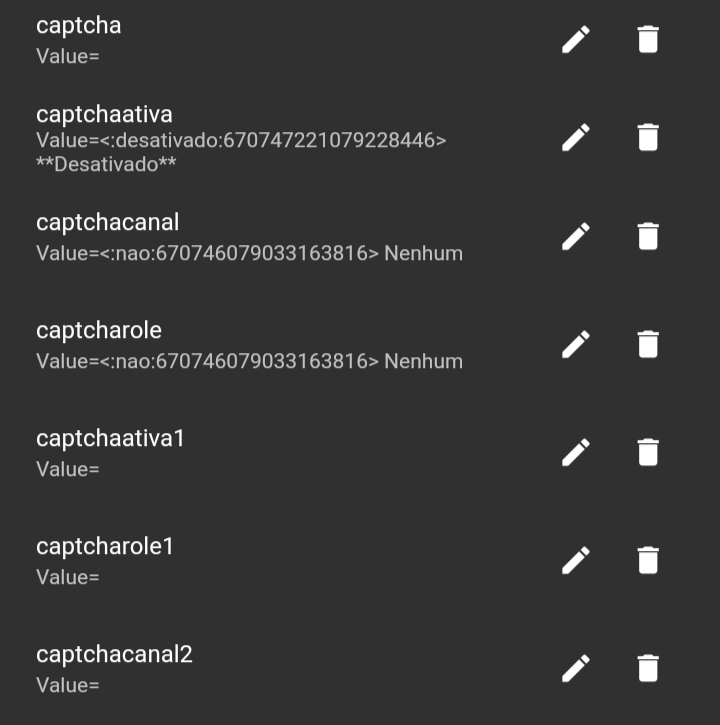 captcha
Value=
captchaativa
Value=<:desativado:670747221079228446>
**Desativado**
captchacanal
Value=<:nao:670746079033163816> Nenhum
captcharole
Value=<:nao:670746079033163816> Nenhum
captchaativa1
Value=
captcharole1
Value=
captchacanal2
Value=